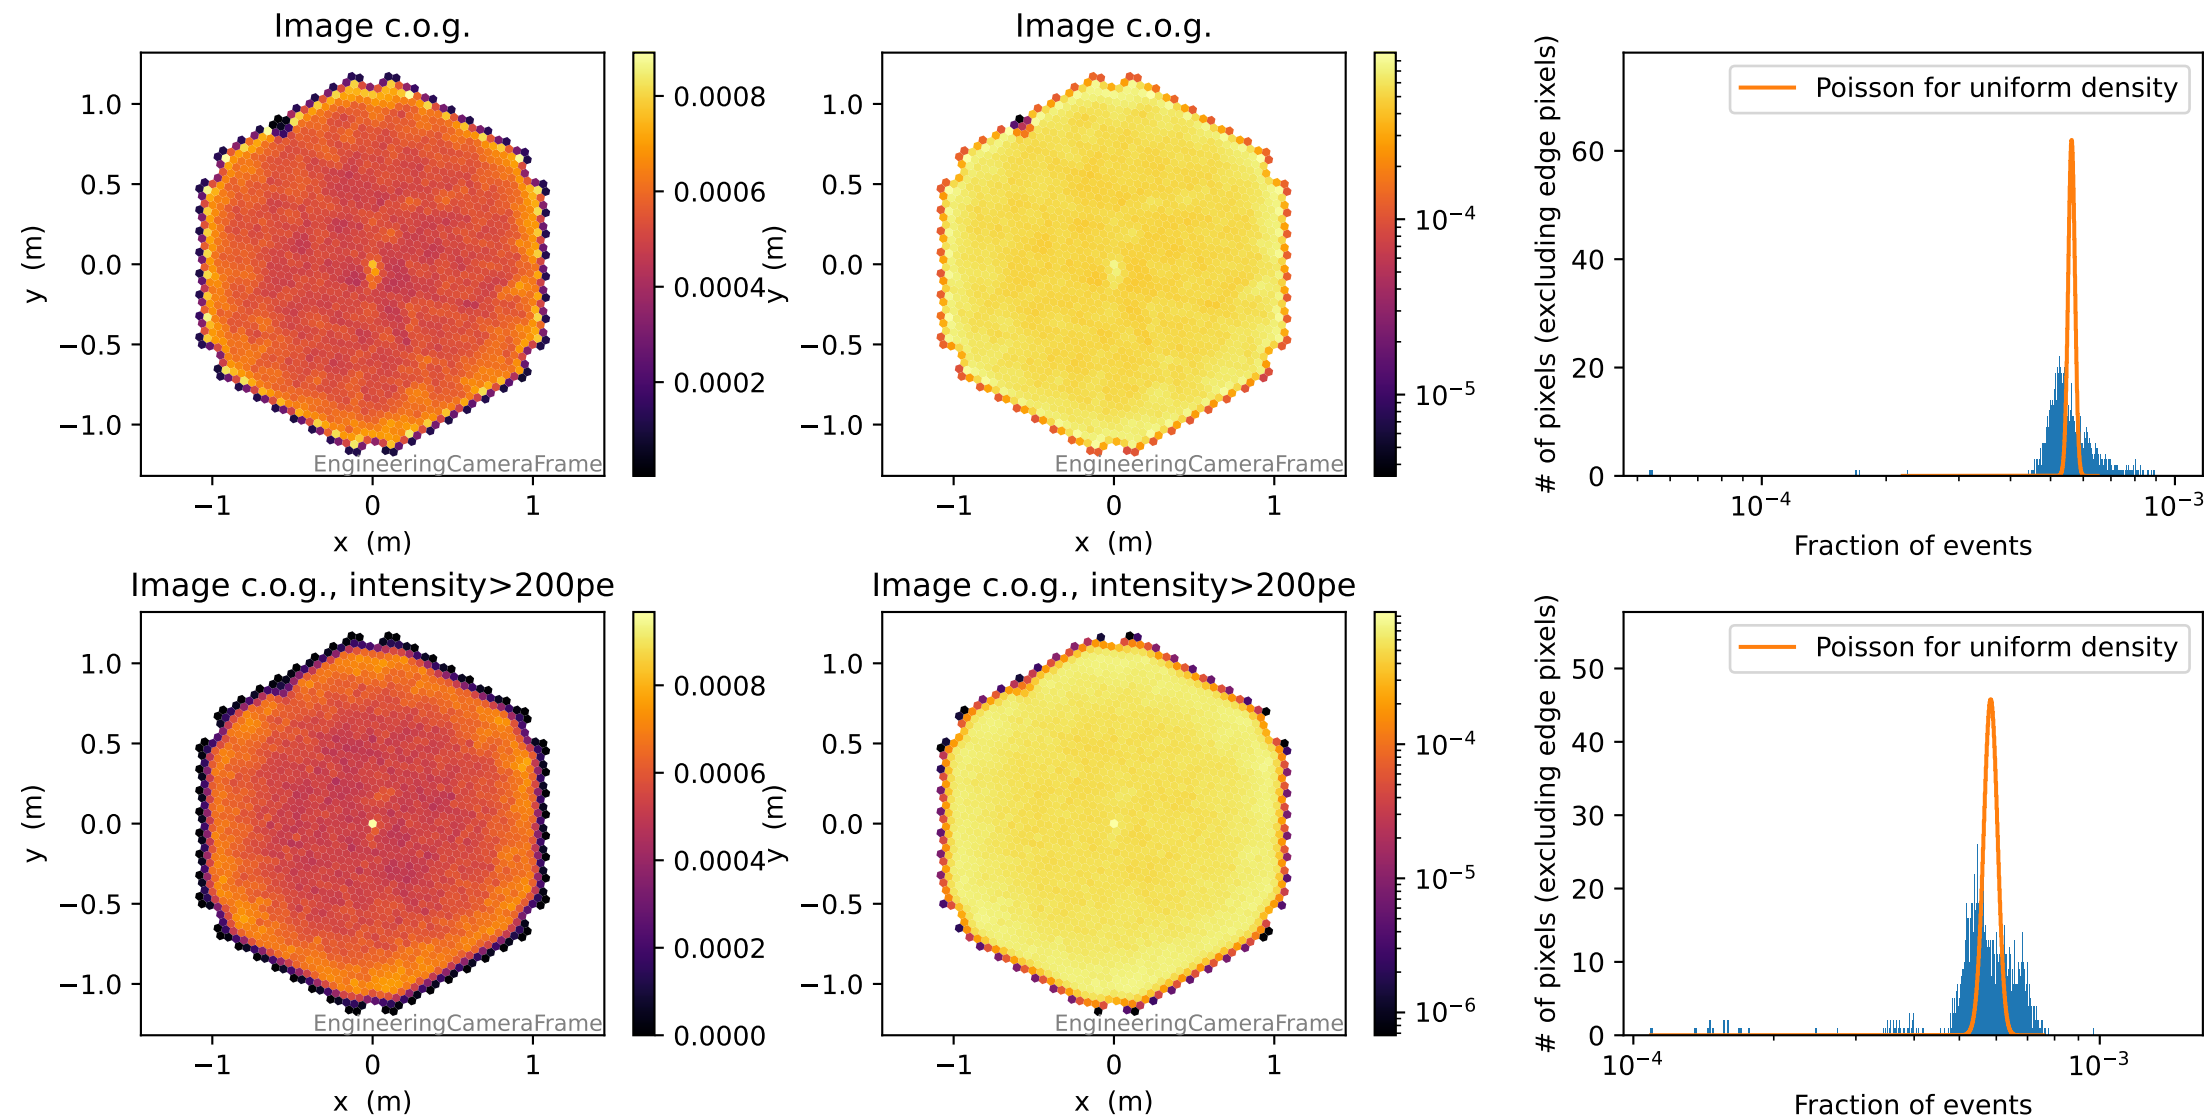 Image c.o.g.
1.0
0.5
0.0
−0.5
−1.0
y (m)
−1
0
1
x (m)
EngineeringCameraFrame
0.0008
0.0006
0.0004
0.0002
Image c.o.g.
1.0
0.5
0.0
−0.5
−1.0
y (m)
−1
0
1
x (m)
EngineeringCameraFrame
10⁻⁴
10⁻⁵
# of pixels (excluding edge pixels)
60
40
20
0
Poisson for uniform density
10⁻⁴
10⁻³
Fraction of events
Image c.o.g., intensity>200pe
1.0
0.5
0.0
−0.5
−1.0
y (m)
−1
0
1
x (m)
EngineeringCameraFrame
0.0008
0.0006
0.0004
0.0002
0.0000
Image c.o.g., intensity>200pe
1.0
0.5
0.0
−0.5
−1.0
y (m)
−1
0
1
x (m)
EngineeringCameraFrame
10⁻⁴
10⁻⁵
10⁻⁶
# of pixels (excluding edge pixels)
50
40
30
20
10
0
Poisson for uniform density
10⁻⁴
10⁻³
Fraction of events